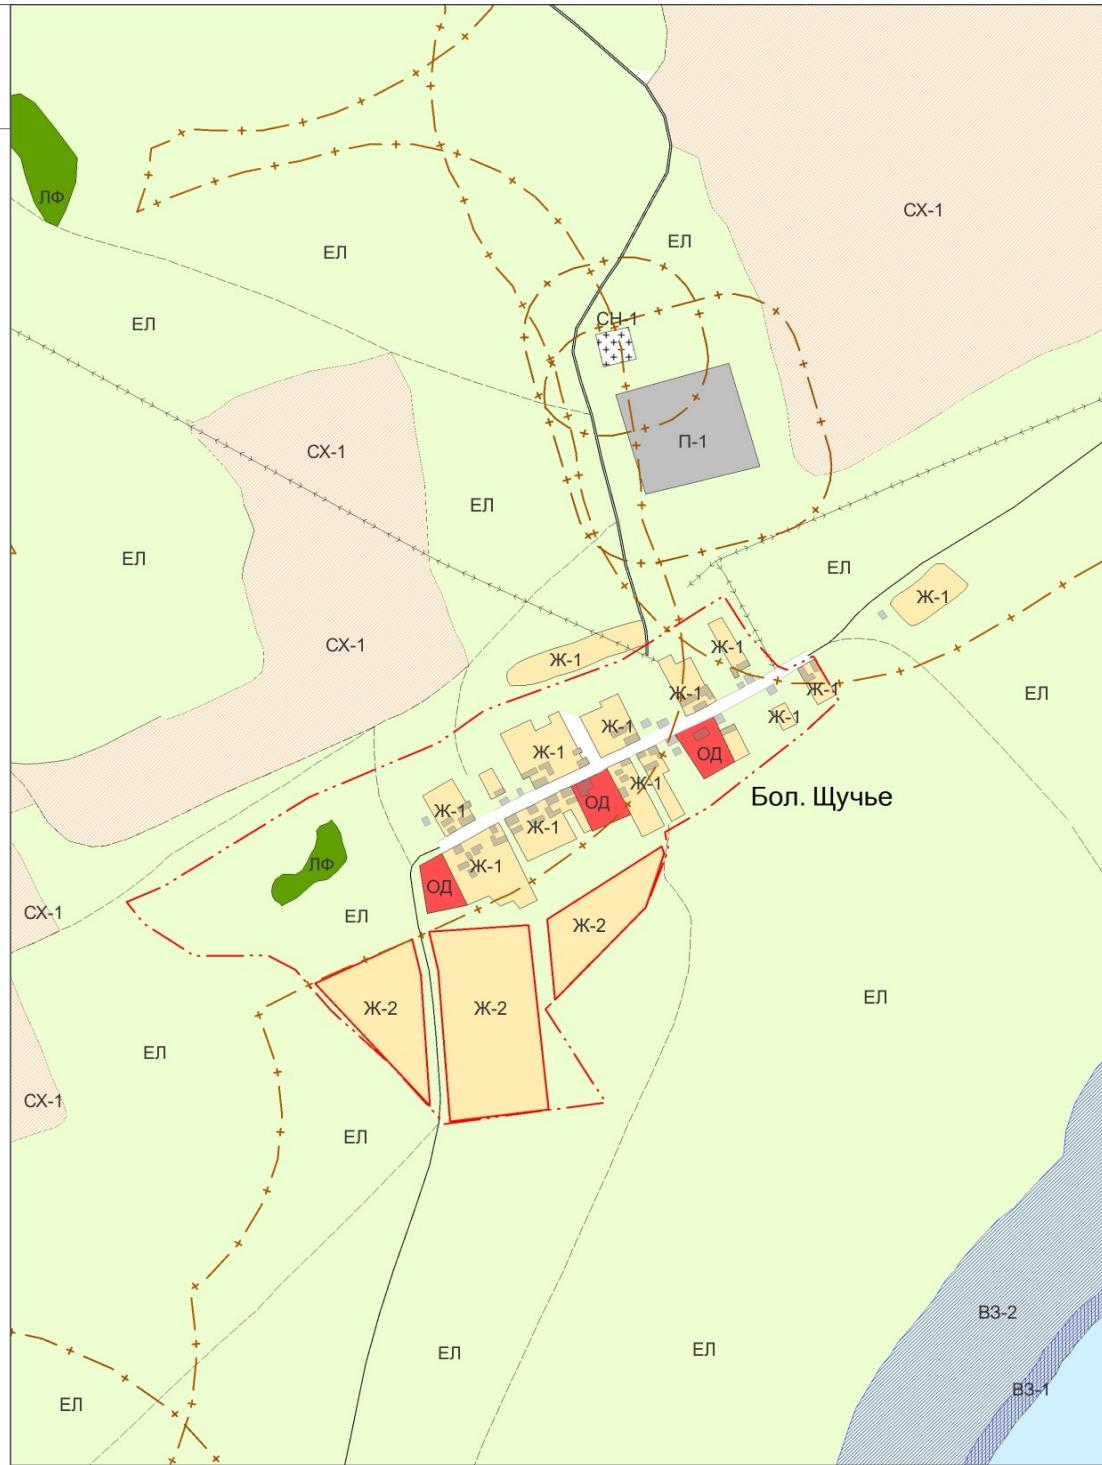 ЛФ
СХ-1
ЕЛ
ЕЛ
ЕЛ
СН-1
П-1
СХ-1
ЕЛ
ЕЛ
ЕЛ
Ж-1
СХ-1
Ж-1
Ж-1
Ж-1
Ж-1
ЕЛ
Ж-1
Ж-1
Ж-1
ОД
Ж-1
Бол. Щучье
ОД
Ж-1
Ж-1
ЛФ
Ж-1
ОД
СХ-1
ЕЛ
Ж-2
ЕЛ
Ж-2
Ж-2
ЕЛ
СХ-1
ЕЛ
ВЗ-2
ЕЛ
ЕЛ
ВЗ-1
ЕЛ